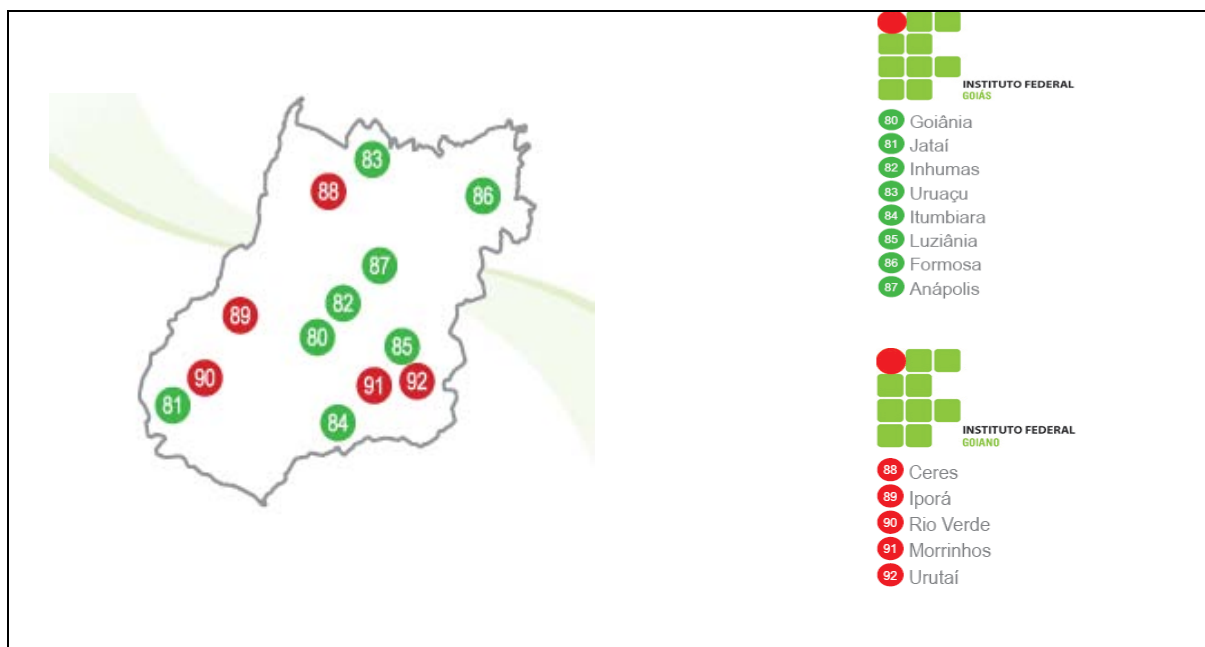 83
88
86
87
82
89
80
85
90
91
92
81
84
INSTITUTO FEDERAL
GOIÁS
80 Goiânia
81 Jataí
82 Inhumas
83 Uruaçu
84 Itumbiara
85 Luziânia
86 Formosa
87 Anápolis
INSTITUTO FEDERAL
GOIANO
88 Ceres
89 Iporá
90 Rio Verde
91 Morrinhos
92 Urutaí